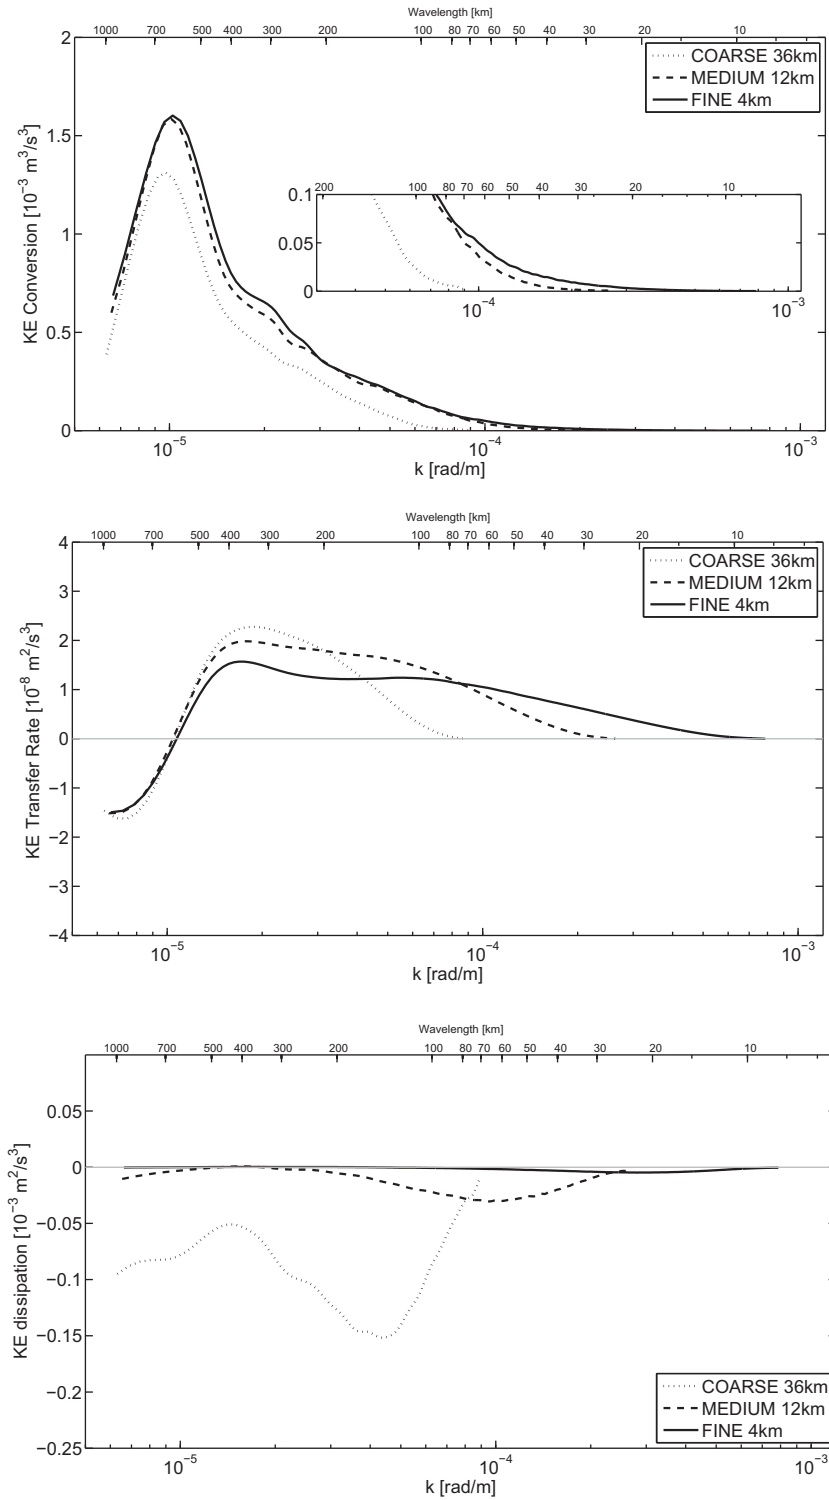 Wavelength [km]
1000 700 500 400 300 200 100 80 70 60 50 40 30 20 10
2
1.5
1
0.5
0
KE Conversion [10⁻³ m³/s³]
COARSE 36km
MEDIUM 12km
FINE 4km
200 100 80 70 60 50 40 30 20 10
0.1
0.05
0
10⁻⁴ 10⁻³
10⁻⁵ 10⁻⁴ 10⁻³
k [rad/m]
Wavelength [km]
1000 700 500 400 300 200 100 80 70 60 50 40 30 20 10
4
3
2
1
0
−1
−2
−3
−4
KE Transfer Rate [10⁻⁸ m²/s³]
COARSE 36km
MEDIUM 12km
FINE 4km
10⁻⁵ 10⁻⁴ 10⁻³
k [rad/m]
Wavelength [km]
1000 700 500 400 300 200 100 80 70 60 50 40 30 20 10
0.05
0
−0.05
−0.1
−0.15
−0.2
−0.25
KE dissipation [10⁻³ m²/s³]
COARSE 36km
MEDIUM 12km
FINE 4km
10⁻⁵ 10⁻⁴ 10⁻³
k [rad/m]